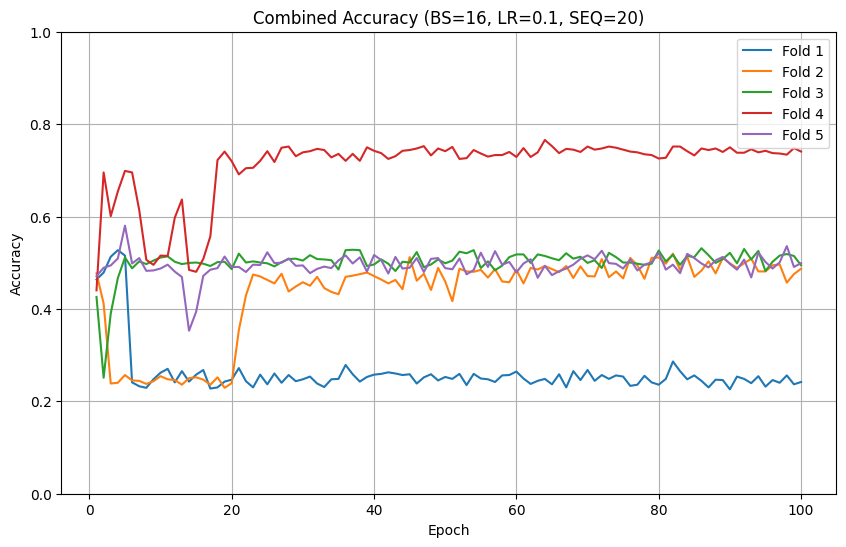 Combined Accuracy (BS=16, LR=0.1, SEQ=20)
1.0
0.8
0.6
0.4
0.2
0.0
Accuracy
Fold 1
Fold 2
Fold 3
Fold 4
Fold 5
0 20 40 60 80 100
Epoch